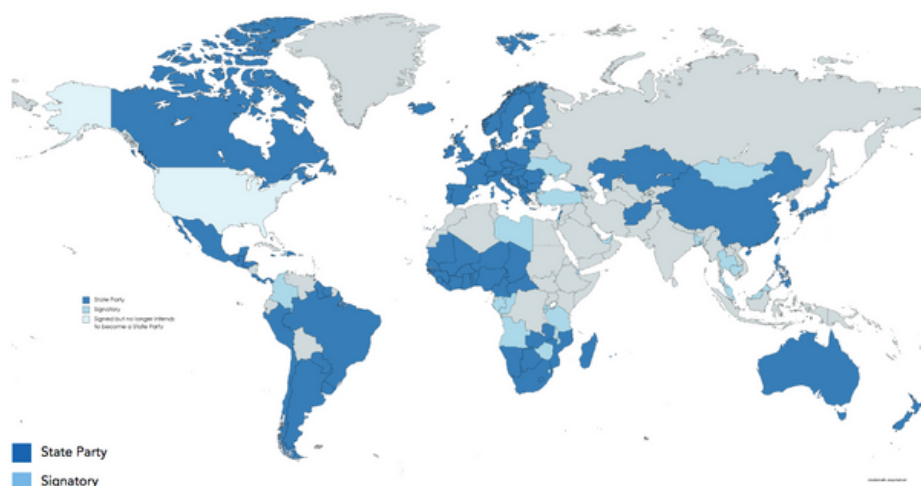 State Party
Signatory
Signed but no longer intends
to become a State Party
State Party
Signatory